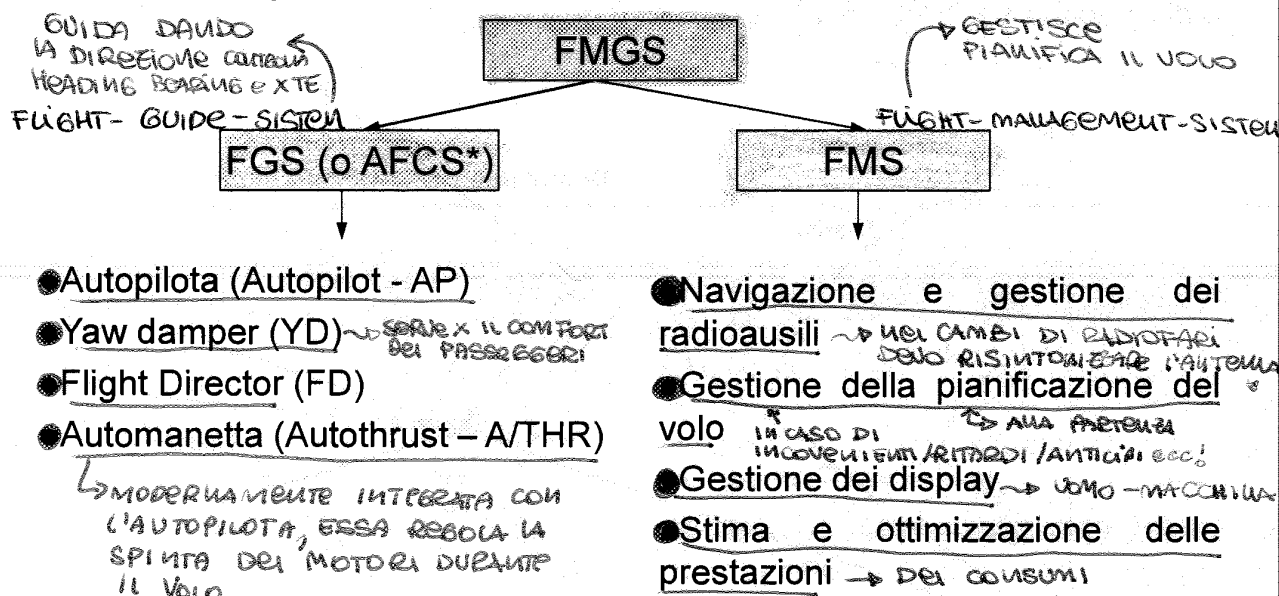 GUIDA DANDO
LA DIREZIONE
HEADING BEARING e XTE
FLIGHT - GUIDE - SISTEM
FMGS
GESTISCE
PIANIFICA IL VOLO
FLIGHT - MANAGEMENT - SISTEM
FGS (o AFCS*)
FMS
●Autopilota (Autopilot - AP)
●Yaw damper (YD) SERVE X IL COMFORT
DEI PASSEGGERI
●Flight Director (FD)
●Automanetta (Autothrust – A/THR)
MODERNAMENTE INTEGRATA CON
L'AUTOPILOTA, ESSA REGOLA LA
SPINTA DEI MOTORI DURANTE
IL VOLO
●Navigazione e gestione dei
radioausili → NEI CAMBI DI RADIOFARI
DEVO RISINTONIZZARE L'ANTENNA
●Gestione della pianificazione del
volo IN CASO DI
INCOVENIENTI/RITARDI/ANTICIPI ecc!
ALLA PARTENZA
●Gestione dei display → UOMO - MACCHINA
●Stima e ottimizzazione delle
prestazioni → DEI CONSUMI